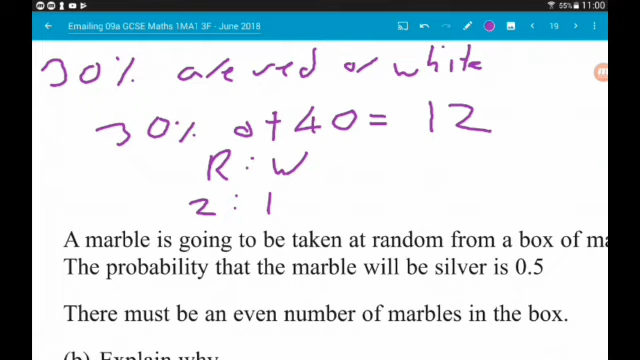 55% 11:00
Emailing 09a GCSE Maths 1MA1 3F - June 2018
19
30% are red or white
30% of 40 = 12
R : W
2 : 1
A marble is going to be taken at random from a box of ma
The probability that the marble will be silver is 0.5
There must be an even number of marbles in the box.
(b) Explain why